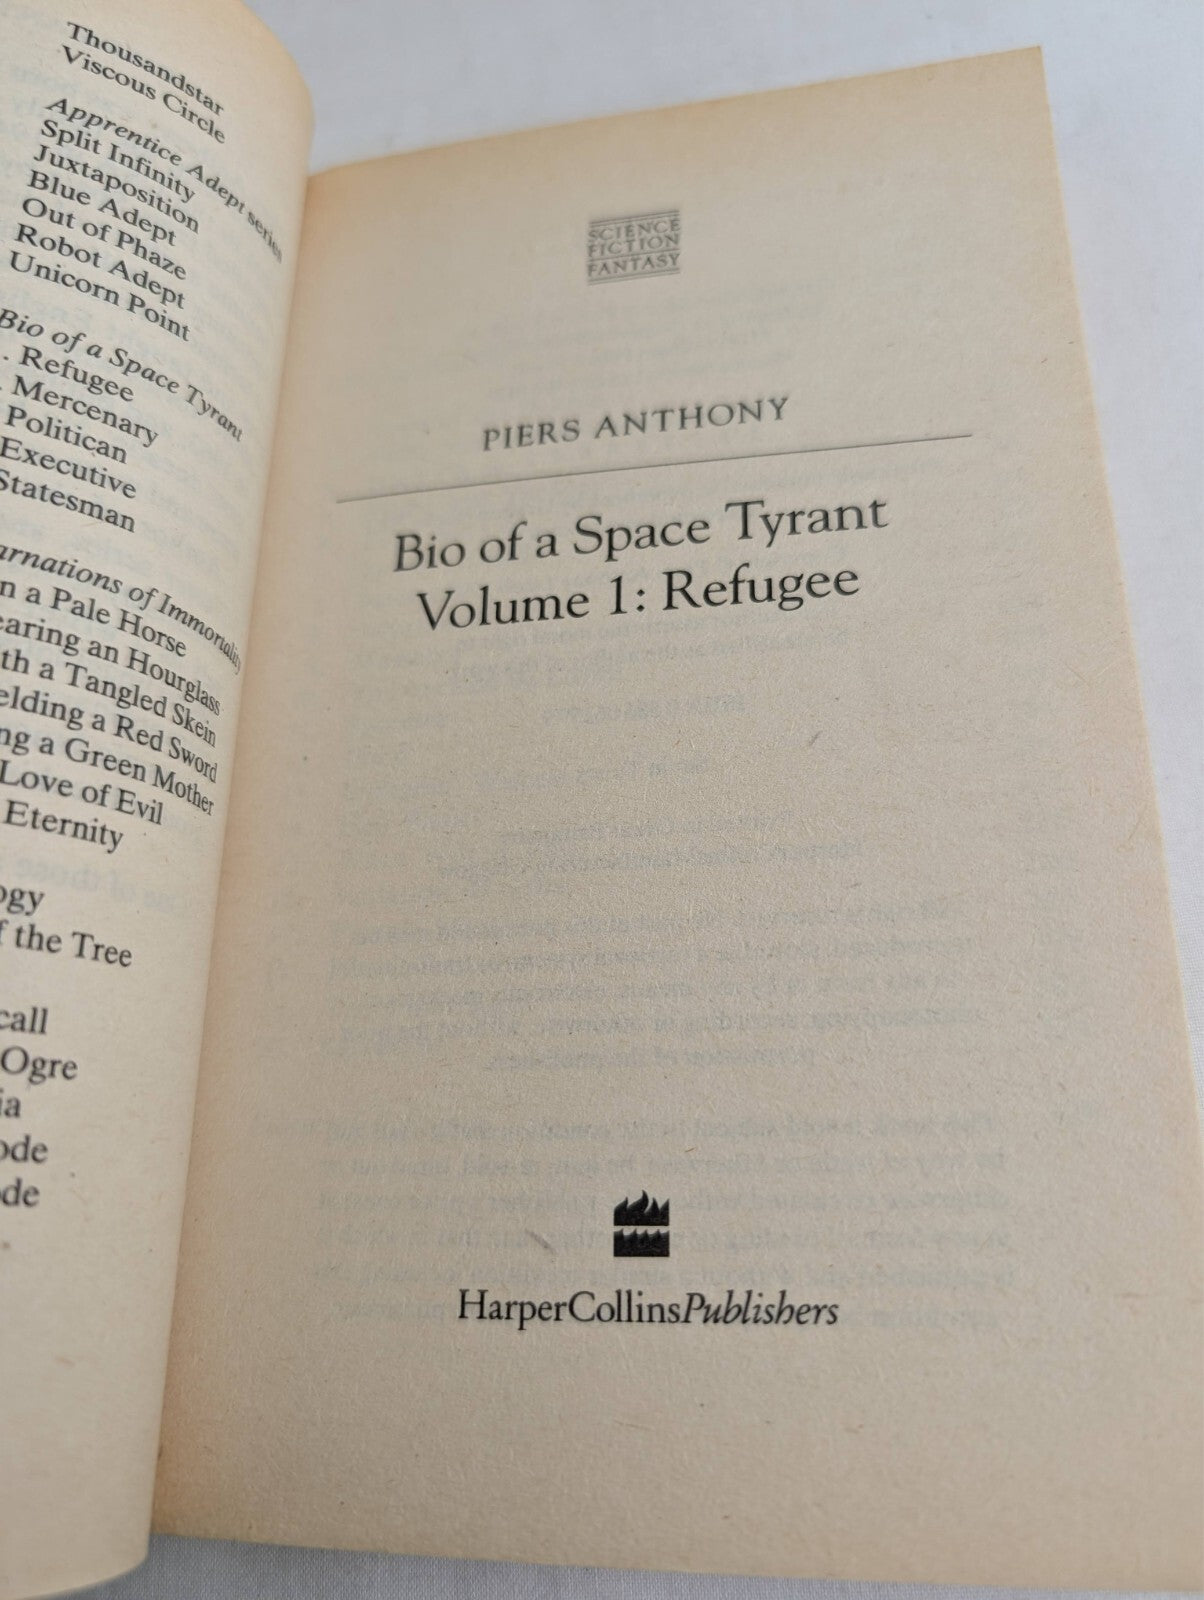 Thousandstar
Viscous Circle
Apprentice Adept series
Split Infinity
Juxtaposition
Blue Adept
Out of Phaze
Robot Adept
Unicorn Point
Bio of a Space Tyrant
. Refugee
. Mercenary
Politican
Executive
Statesman
arnations of Immortality
n a Pale Horse
earing an Hourglass
th a Tangled Skein
elding a Red Sword
ng a Green Mother
Love of Evil
Eternity
ogy
f the Tree
call
Ogre
ia
ode
ode
SCIENCE
FICTION
FANTASY
PIERS ANTHONY
Bio of a Space Tyrant
Volume 1: Refugee
HarperCollinsPublishers